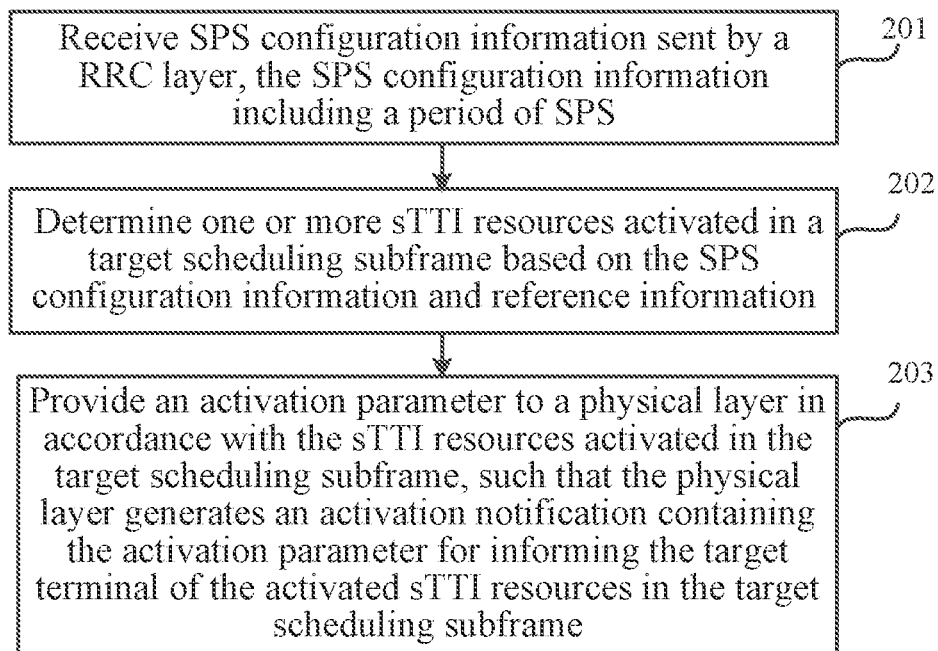 Receive SPS configuration information sent by a
RRC layer, the SPS configuration information
including a period of SPS
201
Determine one or more sTTI resources activated in a
target scheduling subframe based on the SPS
configuration information and reference information
202
Provide an activation parameter to a physical layer in
accordance with the sTTI resources activated in the
target scheduling subframe, such that the physical
layer generates an activation notification containing
the activation parameter for informing the target
terminal of the activated sTTI resources in the target
scheduling subframe
203